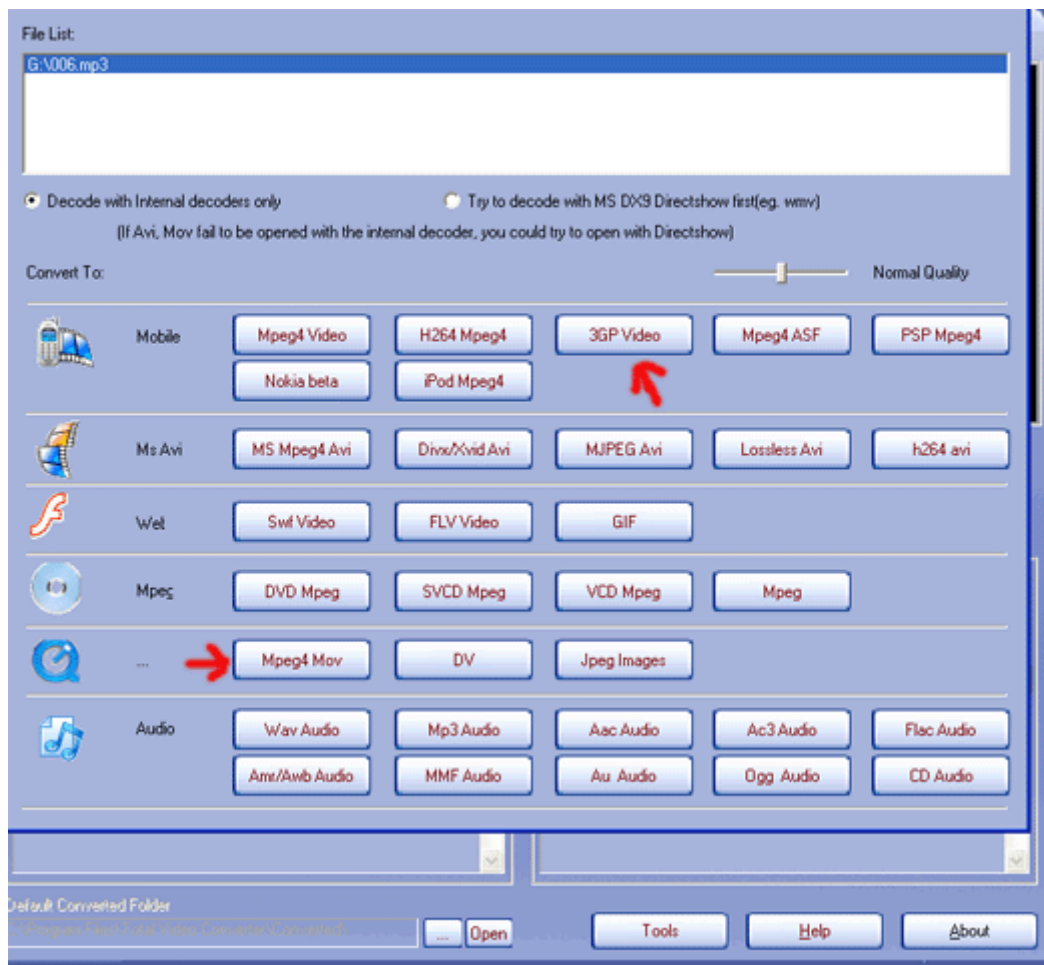 File List:
G:\006.mp3
Decode with Internal decoders only
Try to decode with MS DX9 Directshow first(eg. wmv)
(If Avi, Mov fail to be opened with the internal decoder, you could try to open with Directshow)
Convert To:
Normal Quality
Mobile
Mpeg4 Video
H264 Mpeg4
3GP Video
Mpeg4 ASF
PSP Mpeg4
Nokia beta
iPod Mpeg4
Ms Avi
MS Mpeg4 Avi
Divx/Xvid Avi
MJPEG Avi
Lossless Avi
h264 avi
Wet
Swf Video
FLV Video
GIF
Mpeg
DVD Mpeg
SVCD Mpeg
VCD Mpeg
Mpeg
...
Mpeg4 Mov
DV
Jpeg Images
Audio
Wav Audio
Mp3 Audio
Aac Audio
Ac3 Audio
Flac Audio
Amr/Awb Audio
MMF Audio
Au Audio
Ogg Audio
CD Audio
Default Converted Folder
...
Open
Tools
Help
About